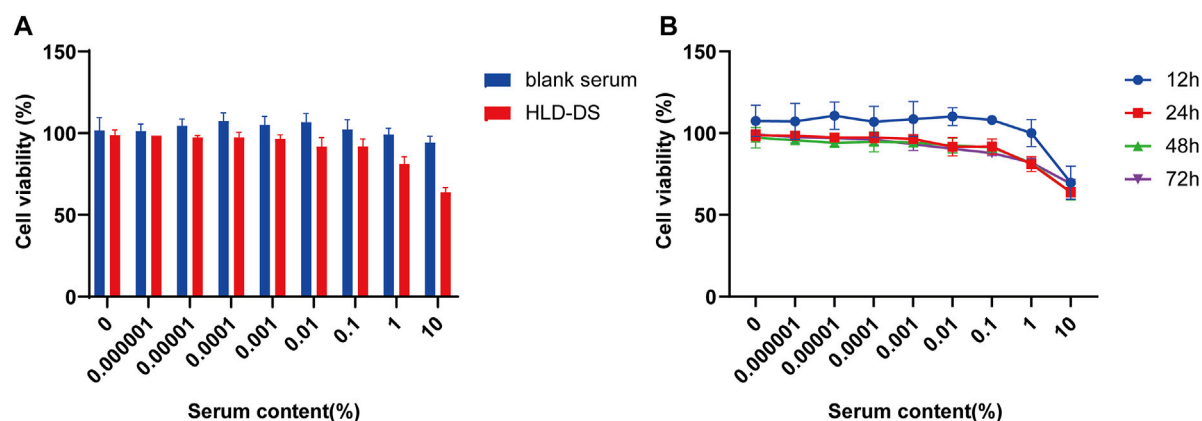 A
150
100
50
0
Cell viability (%)
0
0.000001
0.00001
0.0001
0.001
0.01
0.1
1
10
Serum content(%)
blank serum
HLD-DS
B
150
100
50
0
Cell viability (%)
0
0.000001
0.00001
0.0001
0.001
0.01
0.1
1
10
Serum content(%)
12h
24h
48h
72h